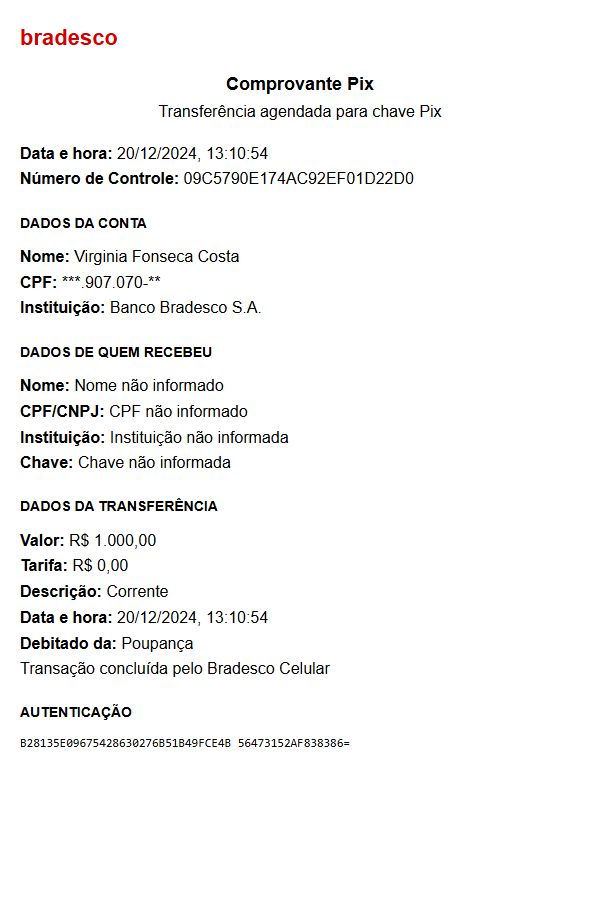 bradesco
Comprovante Pix
Transferência agendada para chave Pix
Data e hora: 20/12/2024, 13:10:54
Número de Controle: 09C5790E174AC92EF01D22D0
DADOS DA CONTA
Nome: Virginia Fonseca Costa
CPF: ***.907.070-**
Instituição: Banco Bradesco S.A.
DADOS DE QUEM RECEBEU
Nome: Nome não informado
CPF/CNPJ: CPF não informado
Instituição: Instituição não informada
Chave: Chave não informada
DADOS DA TRANSFERÊNCIA
Valor: R$ 1.000,00
Tarifa: R$ 0,00
Descrição: Corrente
Data e hora: 20/12/2024, 13:10:54
Debitado da: Poupança
Transação concluída pelo Bradesco Celular
AUTENTICAÇÃO
B28135E09675428630276B51B49FCE4B 56473152AF838386=